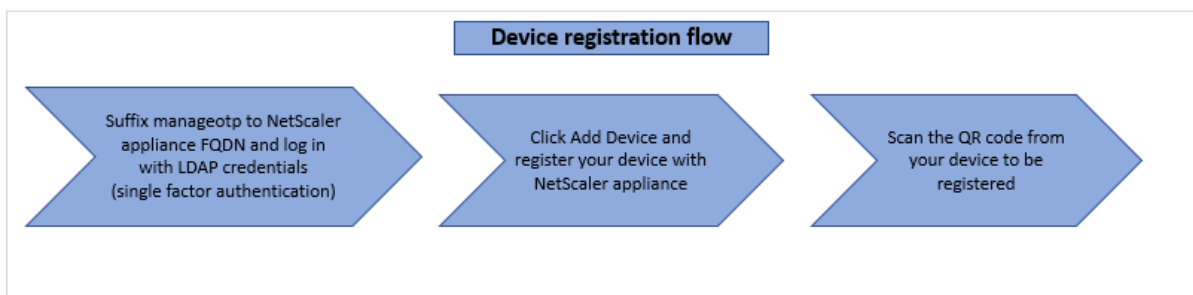 Device registration flow
Suffix manageotp to NetScaler
appliance FQDN and log in
with LDAP credentials
(single factor authentication)
Click Add Device and
register your device with
NetScaler appliance
Scan the QR code from
your device to be
registered